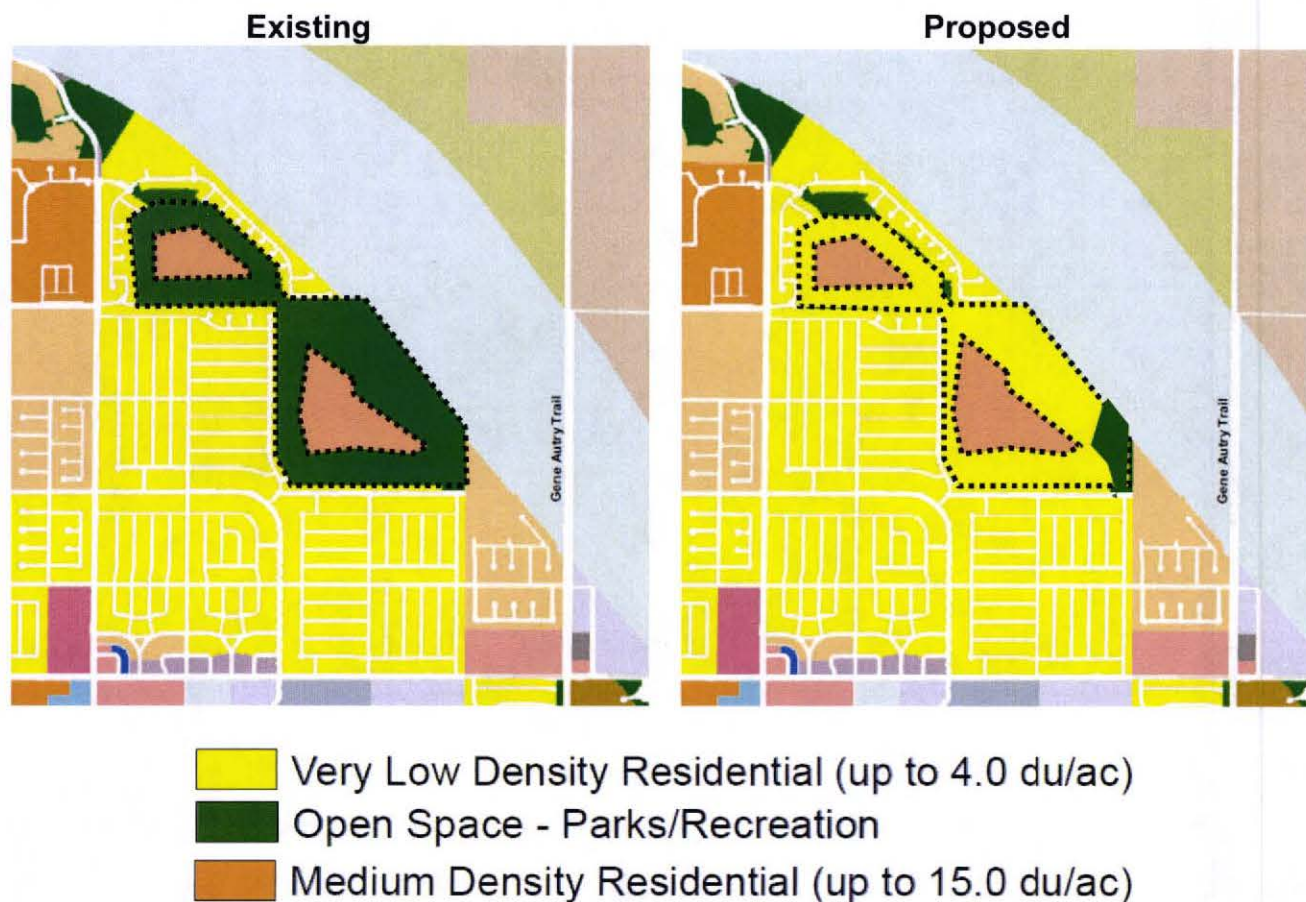 Existing
Proposed
Gene Autry Trail
Gene Autry Trail
Very Low Density Residential (up to 4.0 du/ac)
Open Space - Parks/Recreation
Medium Density Residential (up to 15.0 du/ac)